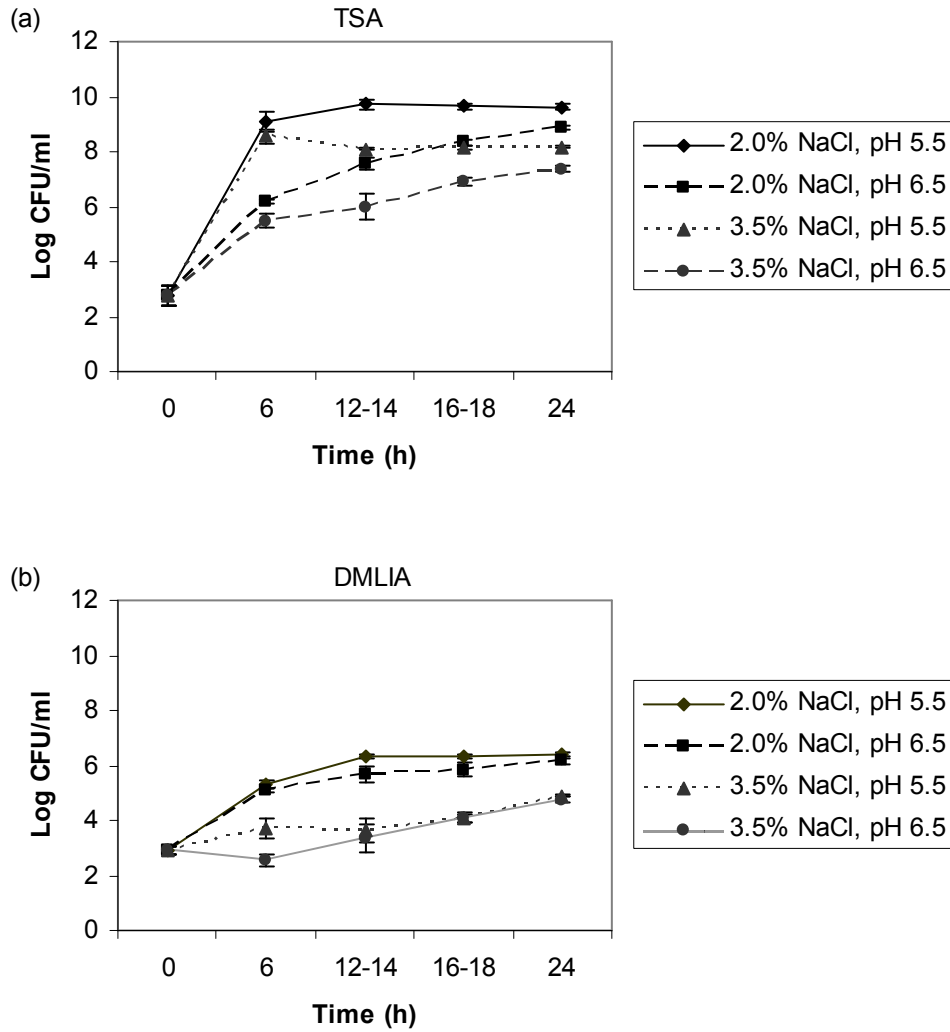 (a)
TSA
12
10
8
6
4
2
0
Log CFU/ml
0 6 12-14 16-18 24
Time (h)
2.0% NaCl, pH 5.5
2.0% NaCl, pH 6.5
3.5% NaCl, pH 5.5
3.5% NaCl, pH 6.5
(b)
DMLIA
12
10
8
6
4
2
0
Log CFU/ml
0 6 12-14 16-18 24
Time (h)
2.0% NaCl, pH 5.5
2.0% NaCl, pH 6.5
3.5% NaCl, pH 5.5
3.5% NaCl, pH 6.5